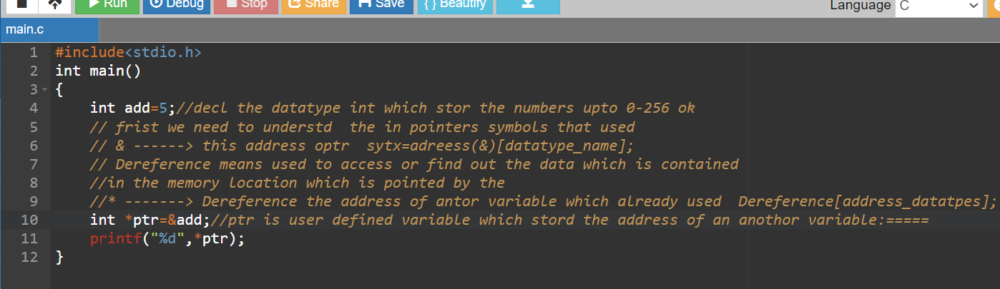 Run Debug Stop Share Save { } Beautify Language C
main.c
1 #include<stdio.h>
2 int main()
3 {
4 int add=5;//decl the datatype int which stor the numbers upto 0-256 ok
5 // frist we need to understd the in pointers symbols that used
6 // & ------> this address optr sytx=adreess(&)[datatype_name];
7 // Dereference means used to access or find out the data which is contained
8 //in the memory location which is pointed by the
9 //* -------> Dereference the address of antor variable which already used Dereference[address_datatpes];
10 int *ptr=&add;//ptr is user defined variable which stord the address of an anothor variable:=====
11 printf("%d",*ptr);
12 }